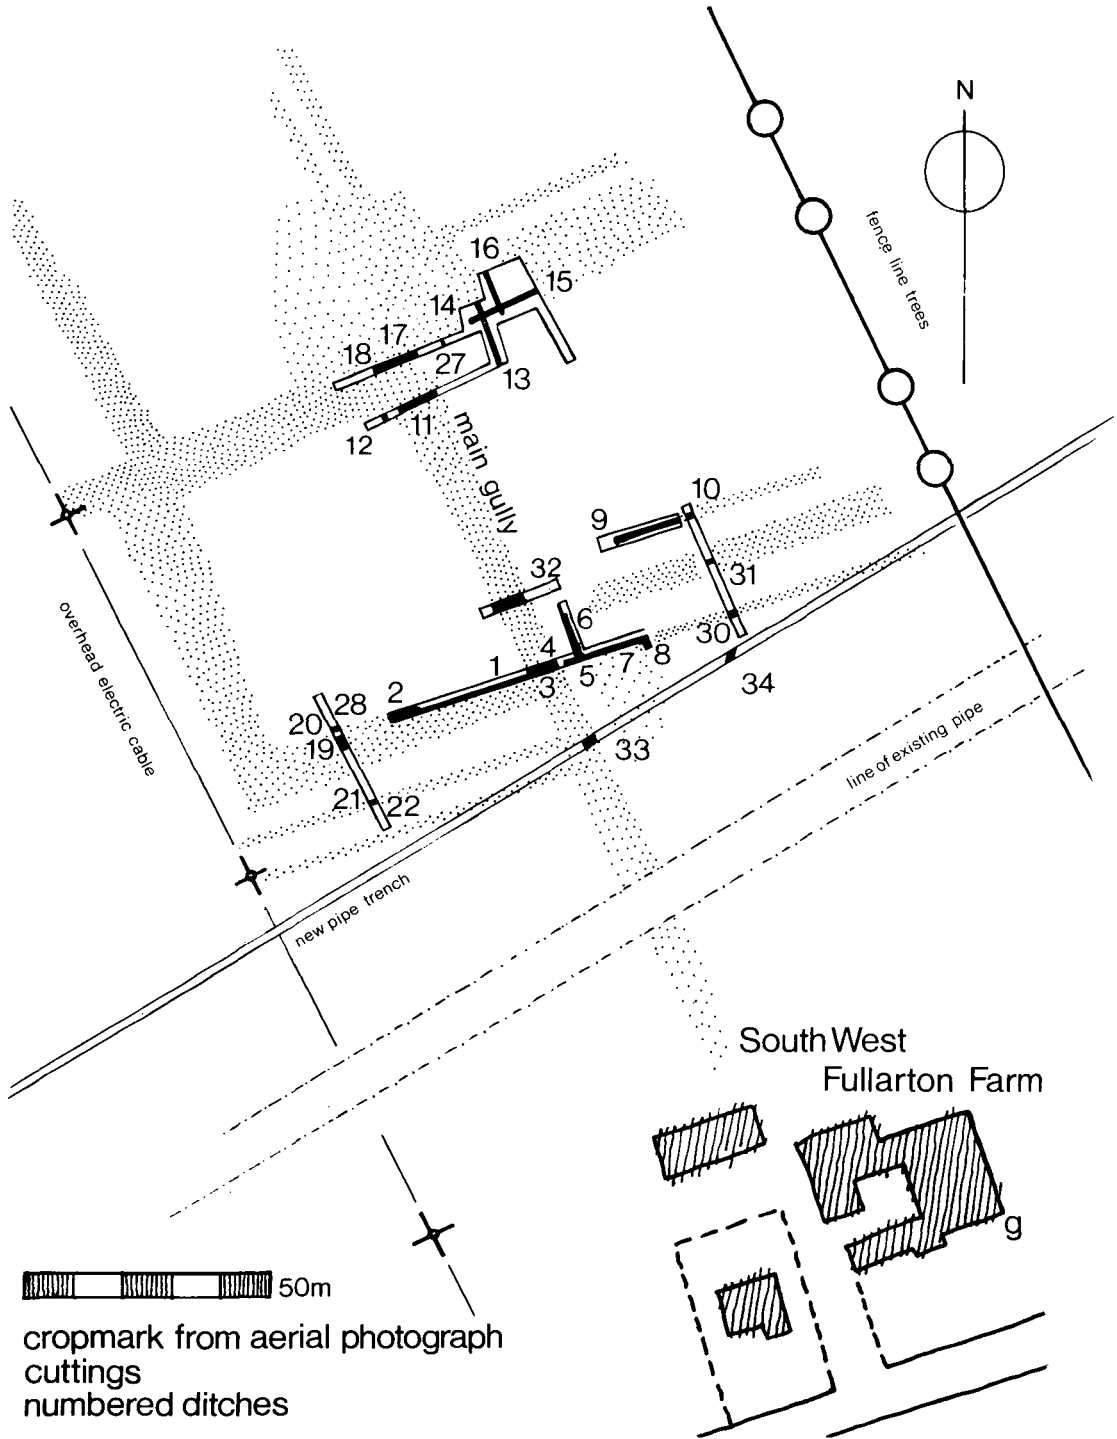 N
fence line trees
16
15
14
17
18
27
13
11
12
main gully
10
9
31
32
6
30
4
1
8
7
5
3
34
2
28
20
19
33
21
22
overhead electric cable
line of existing pipe
new pipe trench
South West
Fullarton Farm
g
50m
cropmark from aerial photograph
cuttings
numbered ditches